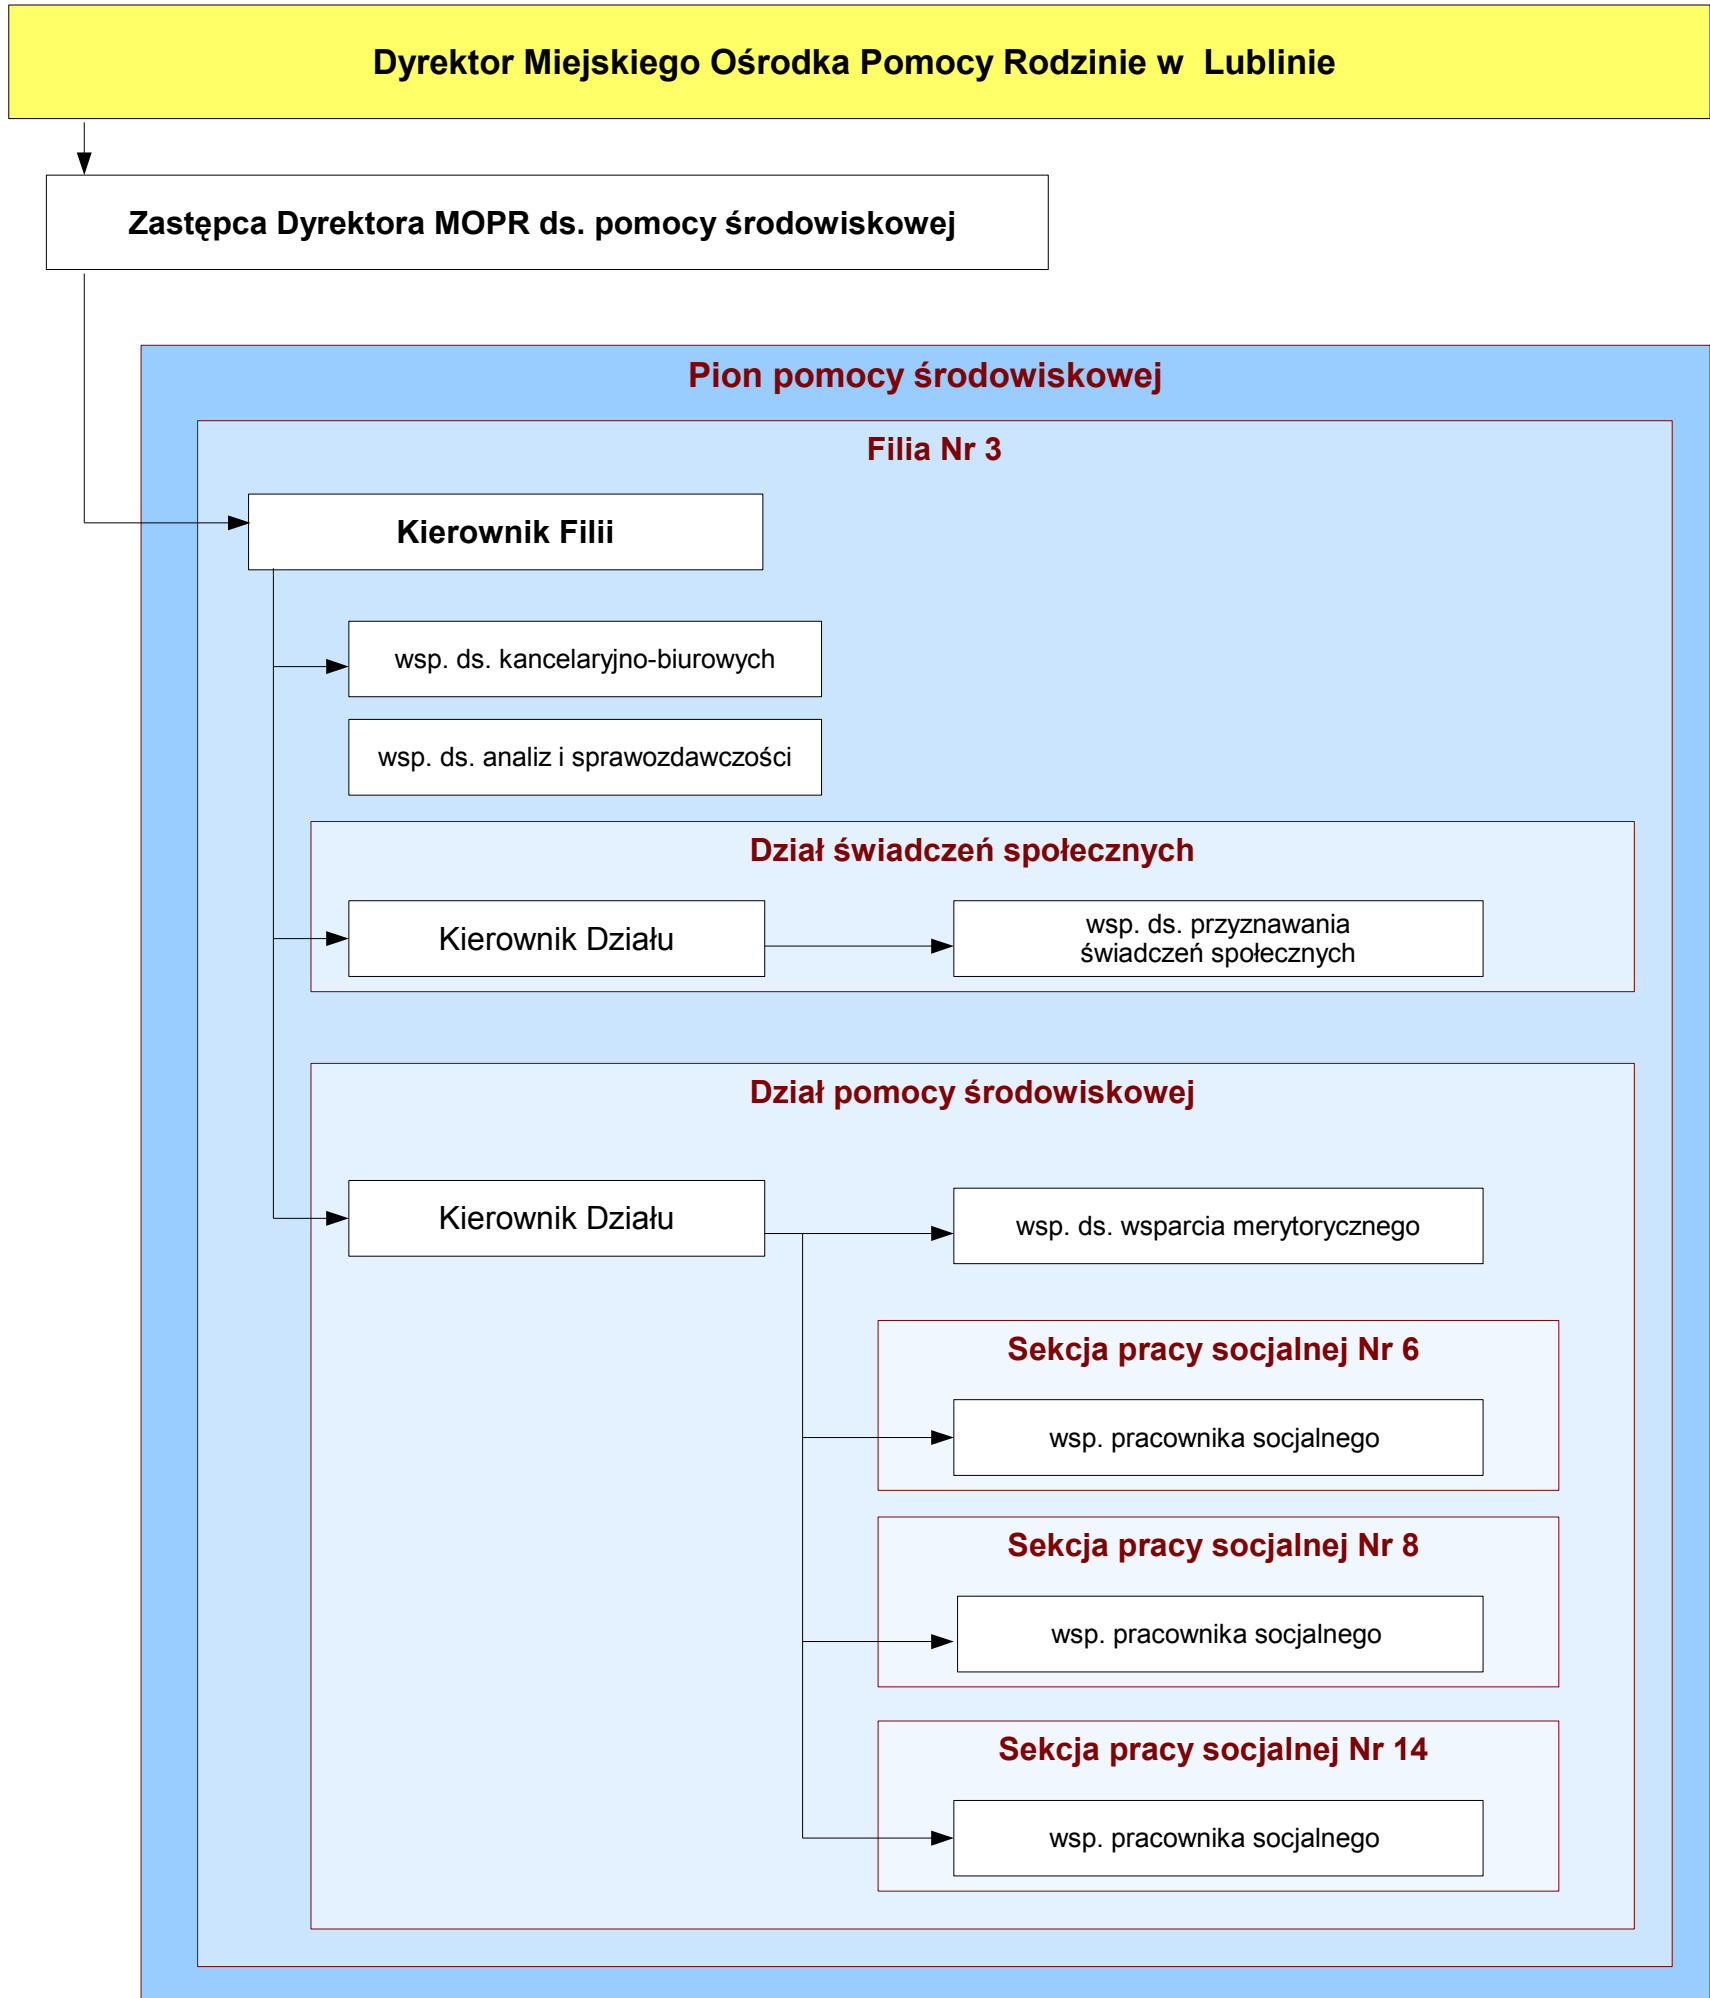 Dyrektor Miejskiego Ośrodka Pomocy Rodzinie w Lublinie
Zastępca Dyrektora MOPR ds. pomocy środowiskowej
Pion pomocy środowiskowej
Filia Nr 3
Kierownik Filii
wsp. ds. kancelaryjno-biurowych
wsp. ds. analiz i sprawozdawczości
Dział świadczeń społecznych
Kierownik Działu
wsp. ds. przyznawania
świadczeń społecznych
Dział pomocy środowiskowej
Kierownik Działu
wsp. ds. wsparcia merytorycznego
Sekcja pracy socjalnej Nr 6
wsp. pracownika socjalnego
Sekcja pracy socjalnej Nr 8
wsp. pracownika socjalnego
Sekcja pracy socjalnej Nr 14
wsp. pracownika socjalnego